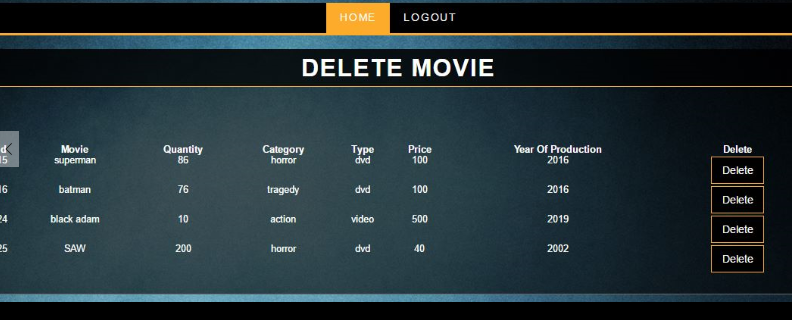 HOME LOGOUT
DELETE MOVIE
d Movie Quantity Category Type Price Year Of Production Delete
15 superman 86 horror dvd 100 2016 Delete
16 batman 76 tragedy dvd 100 2016 Delete
24 black adam 10 action video 500 2019 Delete
25 SAW 200 horror dvd 40 2002 Delete